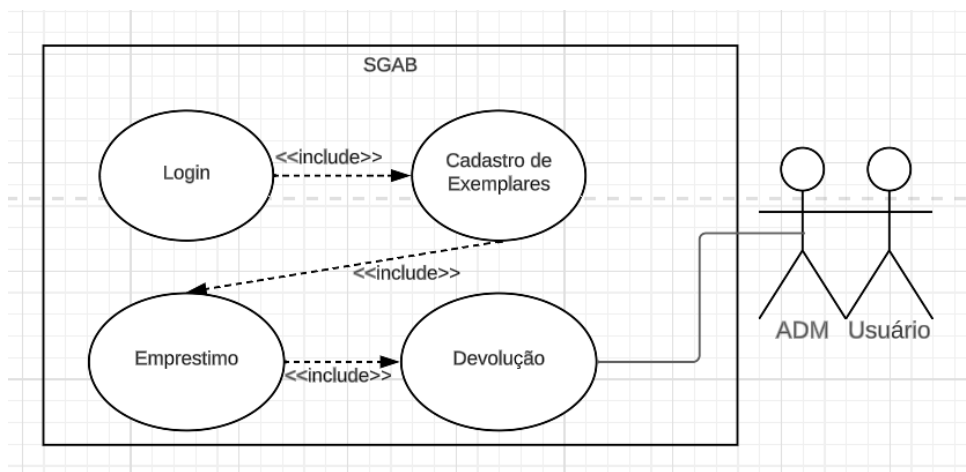 SGAB
Login
<<include>>
Cadastro de
Exemplares
<<include>>
Emprestimo
<<include>>
Devolução
ADM
Usuário